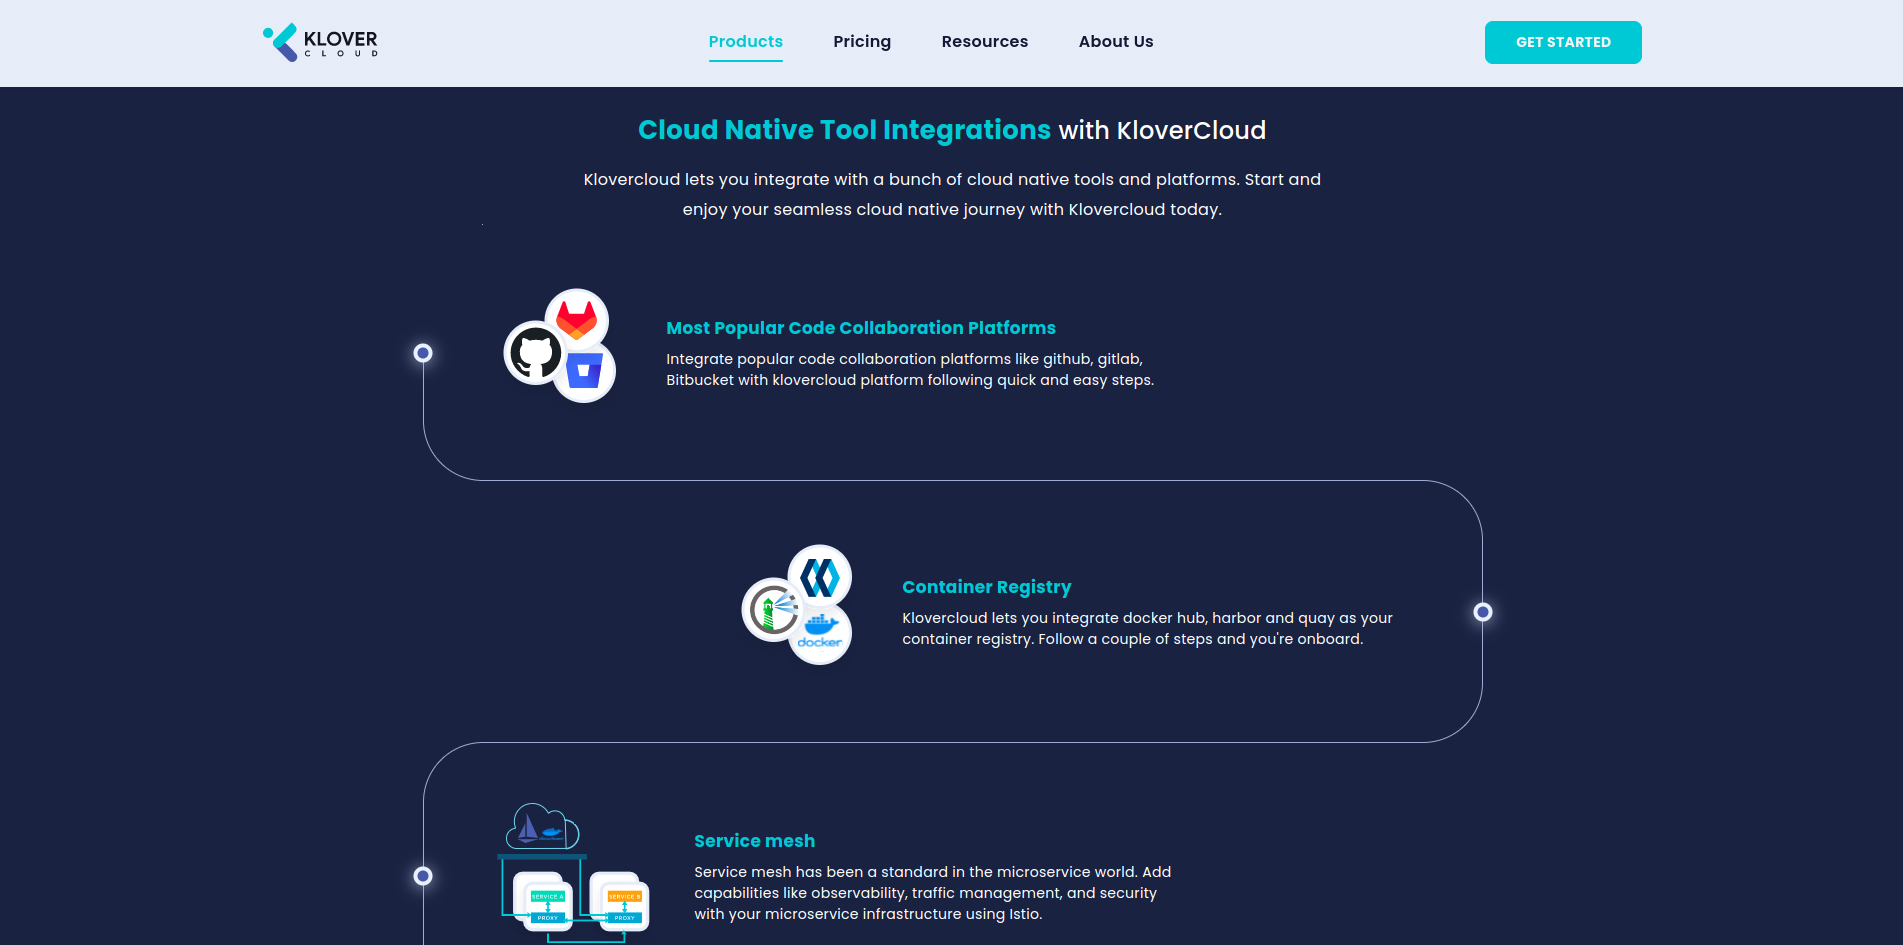 KLOVER
CLOUD
Products
Pricing
Resources
About Us
GET STARTED
Cloud Native Tool Integrations with KloverCloud
Klovercloud lets you integrate with a bunch of cloud native tools and platforms. Start and
enjoy your seamless cloud native journey with Klovercloud today.
Most Popular Code Collaboration Platforms
Integrate popular code collaboration platforms like github, gitlab,
Bitbucket with klovercloud platform following quick and easy steps.
Container Registry
Klovercloud lets you integrate docker hub, harbor and quay as your
container registry. Follow a couple of steps and you're onboard.
docker
Service mesh
Service mesh has been a standard in the microservice world. Add
capabilities like observability, traffic management, and security
with your microservice infrastructure using Istio.
SERVICE A
PROXY
SERVICE B
PROXY